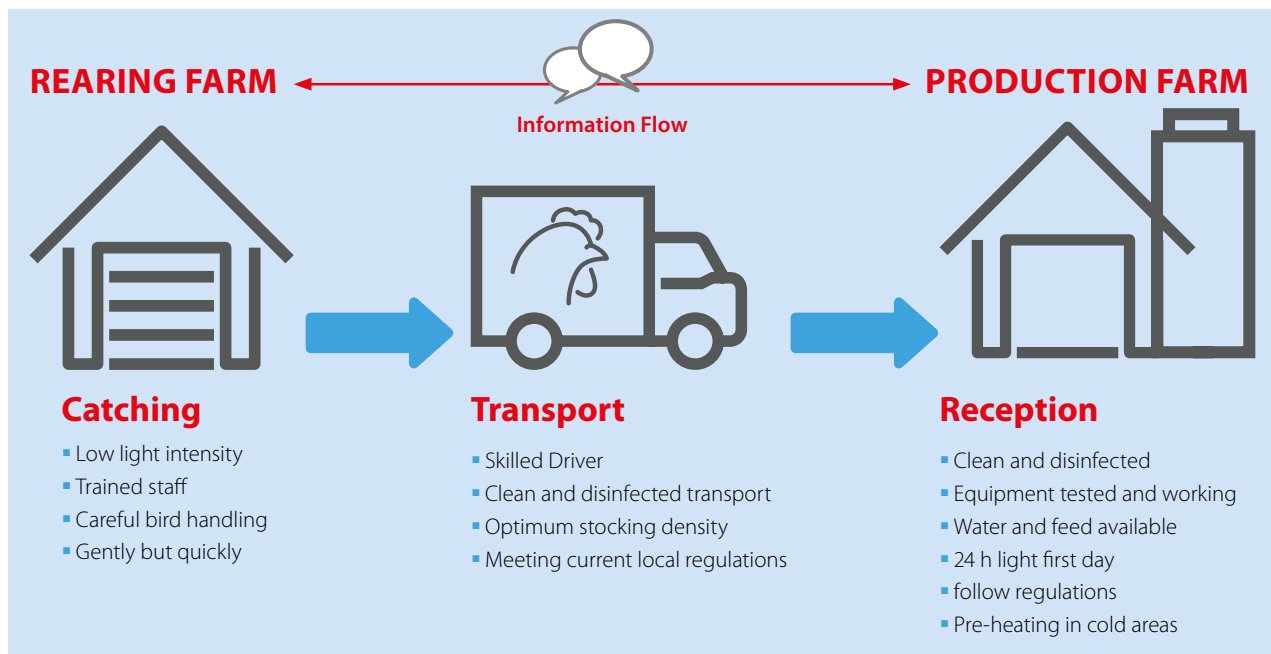 REARING FARM
PRODUCTION FARM
Information Flow
Catching
▪ Low light intensity
▪ Trained staff
▪ Careful bird handling
▪ Gently but quickly
Transport
▪ Skilled Driver
▪ Clean and disinfected transport
▪ Optimum stocking density
▪ Meeting current local regulations
Reception
▪ Clean and disinfected
▪ Equipment tested and working
▪ Water and feed available
▪ 24 h light first day
▪ follow regulations
▪ Pre-heating in cold areas